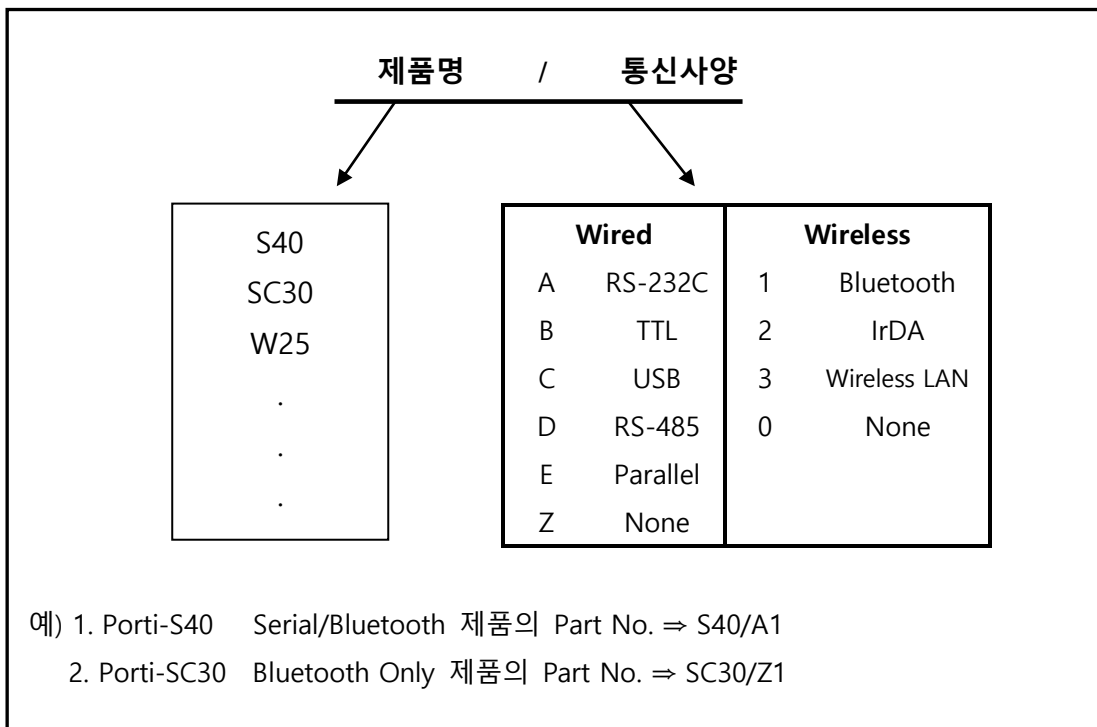 제품명 / 통신사양
S40
SC30
W25
.
.
.
Wired Wireless
A RS-232C 1 Bluetooth
B TTL 2 IrDA
C USB 3 Wireless LAN
D RS-485 0 None
E Parallel
Z None
예) 1. Porti-S40 Serial/Bluetooth 제품의 Part No. ⇒ S40/A1
2. Porti-SC30 Bluetooth Only 제품의 Part No. ⇒ SC30/Z1